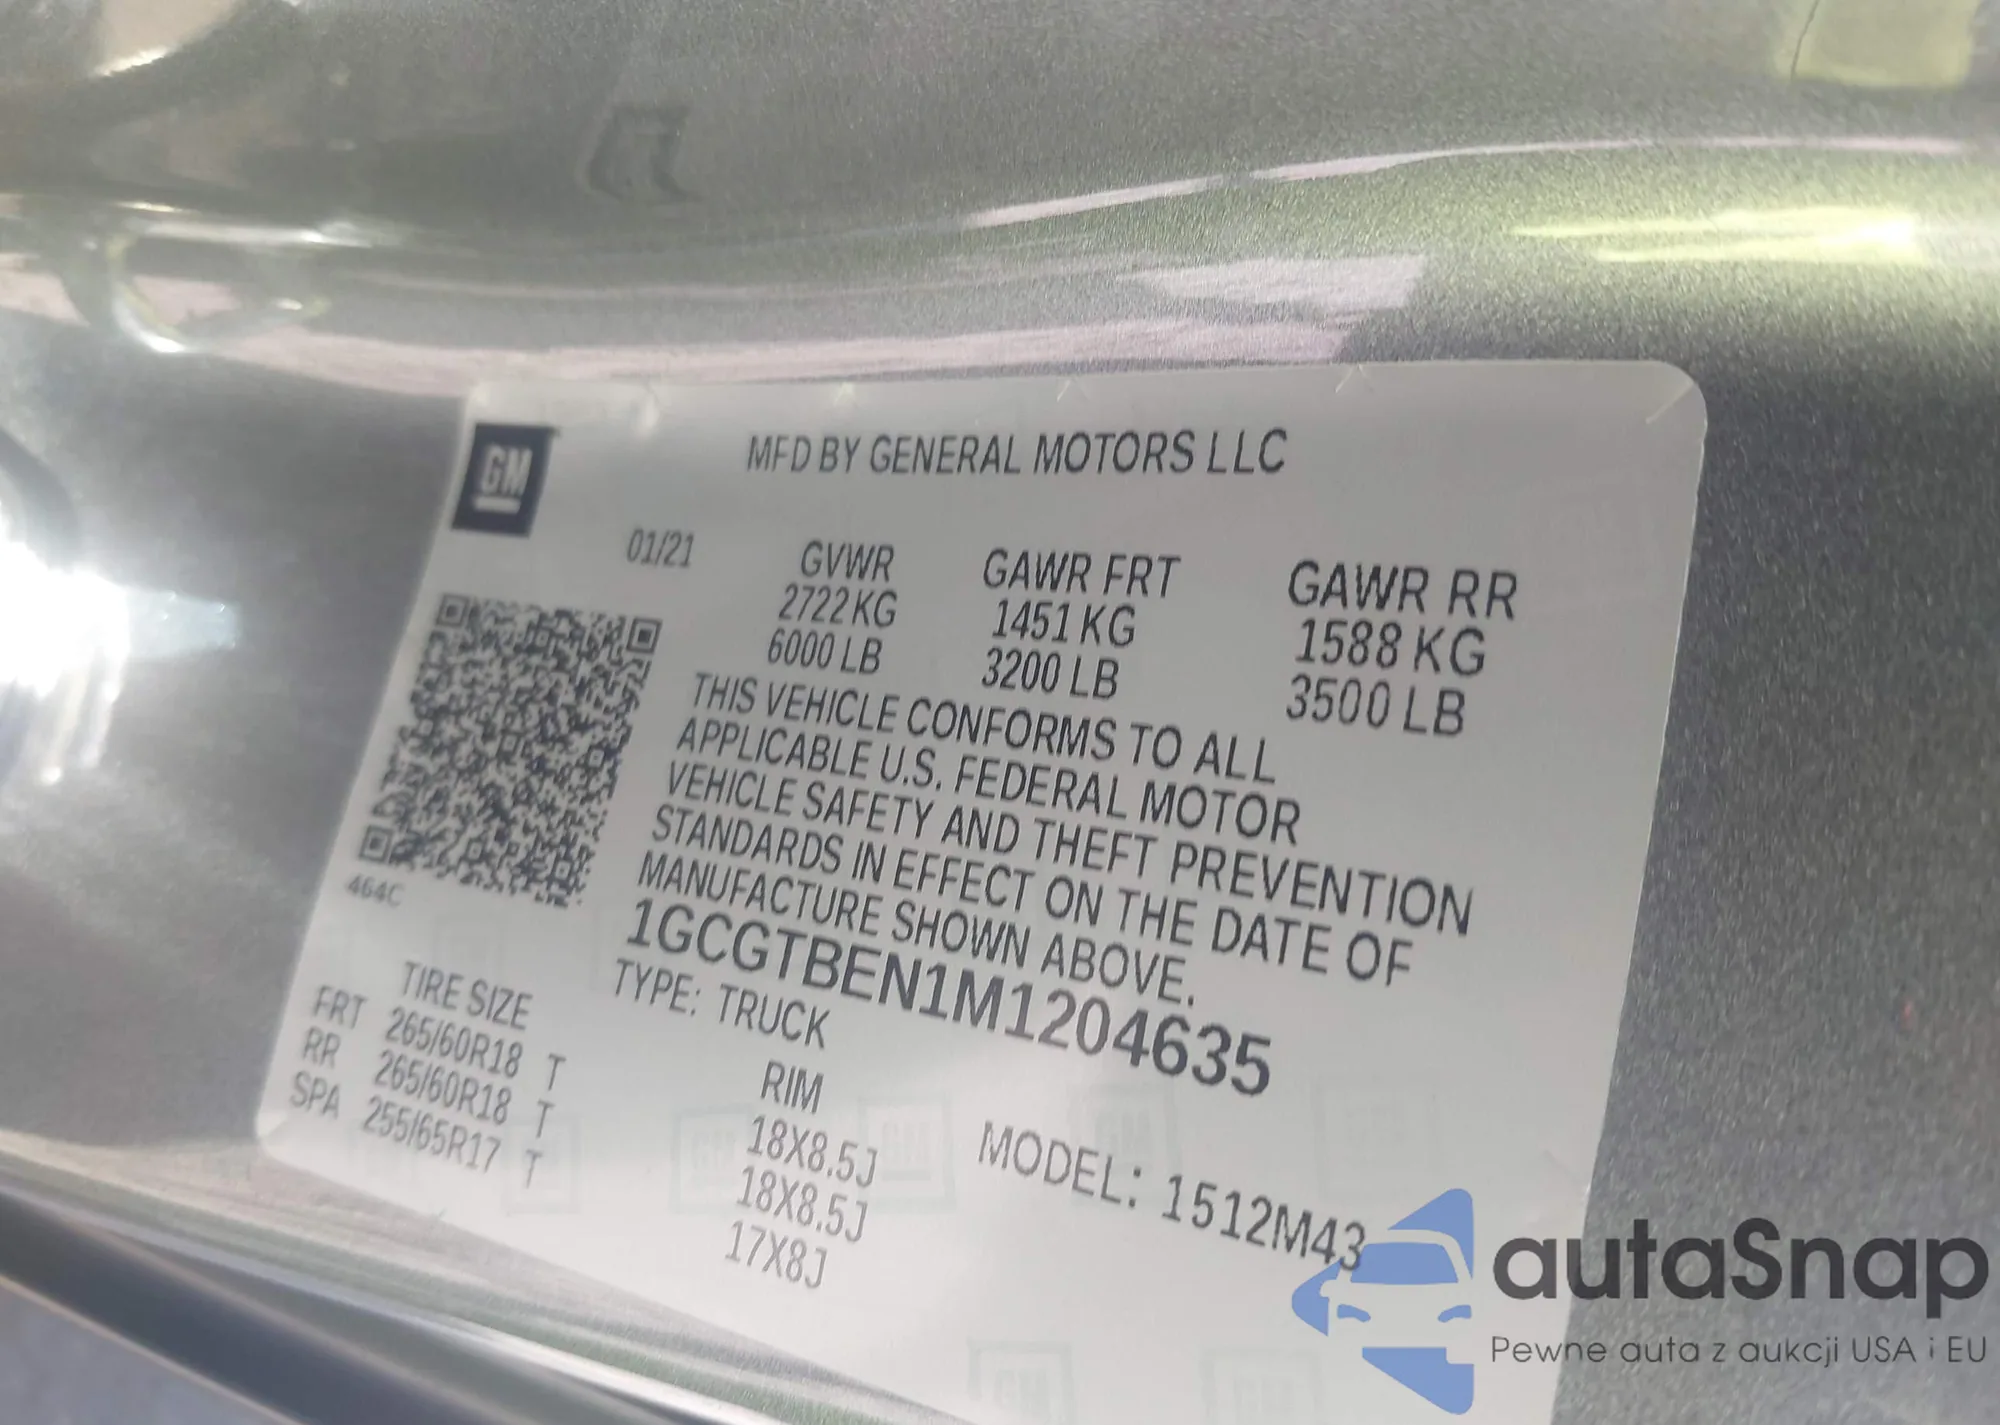 GM
MFD BY GENERAL MOTORS LLC
01/21
GVWR GAWR FRT GAWR RR
2722 KG 1451 KG 1588 KG
6000 LB 3200 LB 3500 LB
THIS VEHICLE CONFORMS TO ALL
APPLICABLE U.S. FEDERAL MOTOR
VEHICLE SAFETY AND THEFT PREVENTION
STANDARDS IN EFFECT ON THE DATE OF
MANUFACTURE SHOWN ABOVE.
464C
1GCGTBEN1M1204635
TYPE: TRUCK
TIRE SIZE RIM
FRT 265/60R18 T 18X8.5J
RR 265/60R18 T 18X8.5J
SPA 255/65R17 T 17X8J
MODEL: 1512M43
autaSnap
Pewne auta z aukcji USA i EU